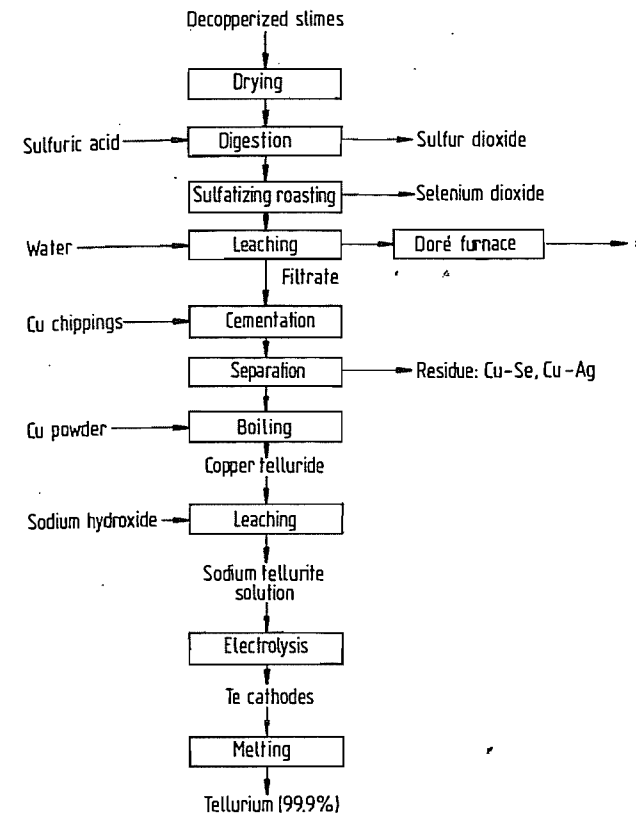 Decopperized slimes
Drying
Sulfuric acid
Digestion
Sulfur dioxide
Sulfatizing roasting
Selenium dioxide
Water
Leaching
Doré furnace
Filtrate
Cu chippings
Cementation
Separation
Residue: Cu-Se, Cu-Ag
Cu powder
Boiling
Copper telluride
Sodium hydroxide
Leaching
Sodium tellurite
solution
Electrolysis
Te cathodes
Melting
Tellurium (99.9%)